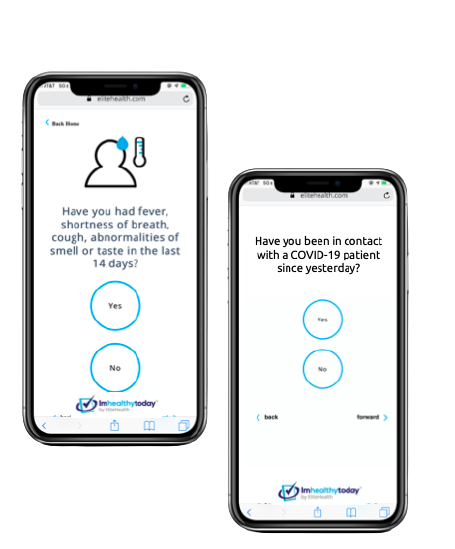 AT&T 5G
elitehealth.com
Back Home
Have you had fever,
shortness of breath,
cough, abnormalities of
smell or taste in the last
14 days?
Yes
No
Imhealthytoday
by EliteHealth
AT&T 5G
elitehealth.com
Have you been in contact
with a COVID-19 patient
since yesterday?
Yes
No
back forward
Imhealthytoday
by EliteHealth